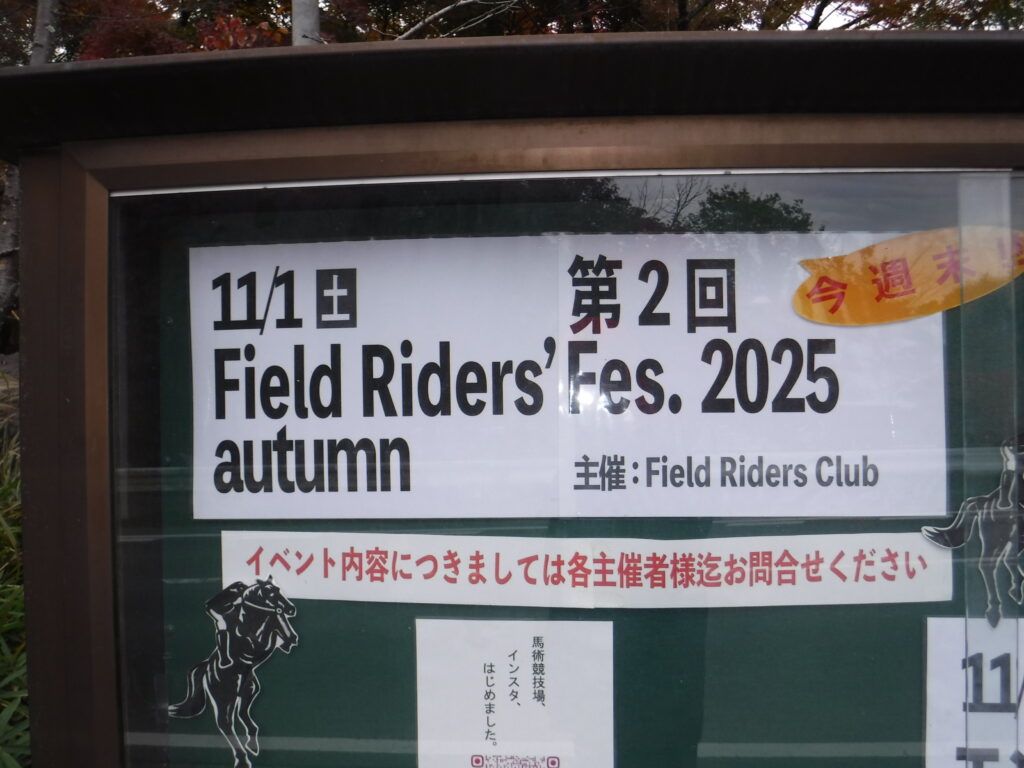 11/1 土
第2回
今週末
Field Riders' Fes. 2025
autumn
主催：Field Riders Club
イベント内容につきましては各主催者様迄お問合せください
馬術競技場、
インスタ、
はじめました。
11/